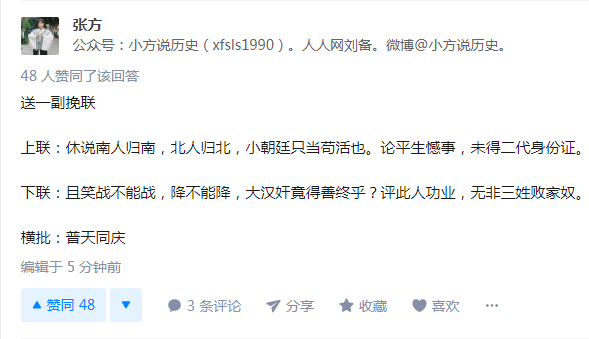 张方
公众号：小方说历史（xfsls1990）。人人网刘备。微博@小方说历史。
48 人赞同了该回答
送一副挽联
上联：休说南人归南，北人归北，小朝廷只当苟活也。论平生憾事，未得二代身份证。
下联：且笑战不能战，降不能降，大汉奸竟得善终乎？评此人功业，无非三姓败家奴。
横批：普天同庆
编辑于 5 分钟前
赞同 48
3 条评论
分享
收藏
喜欢